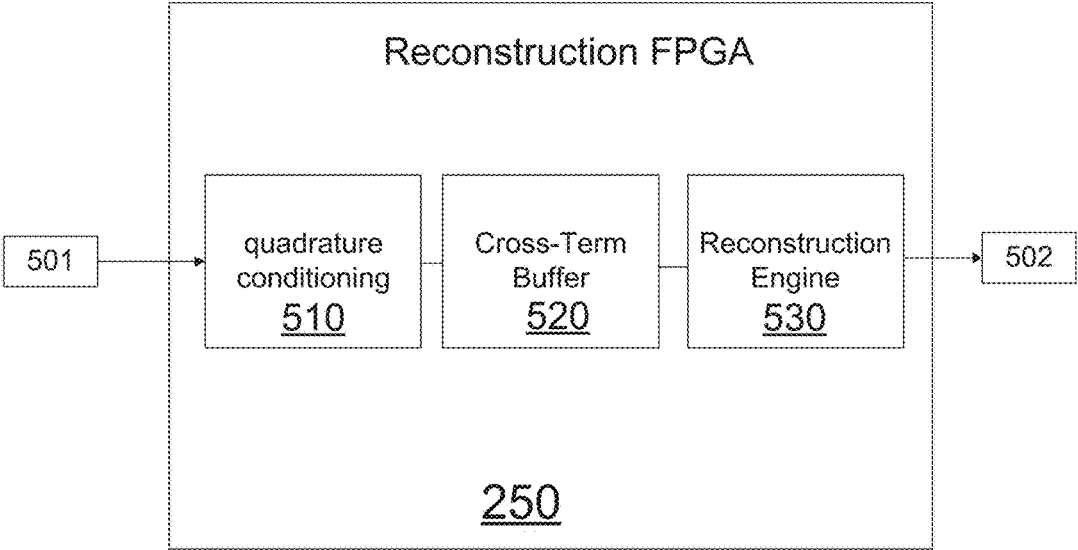 Reconstruction FPGA
501
quadrature
conditioning
510
Cross-Term
Buffer
520
Reconstruction
Engine
530
502
250